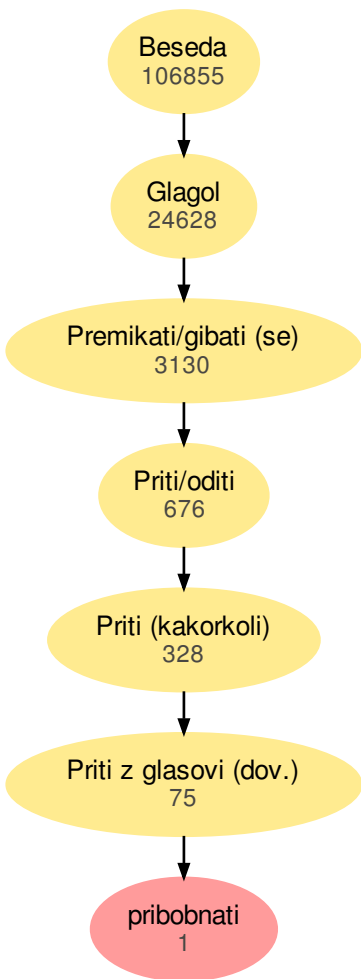 Beseda
106855
Glagol
24628
Premikati/gibati (se)
3130
Priti/oditi
676
Priti (kakorkoli)
328
Priti z glasovi (dov.)
75
pribobnati
1